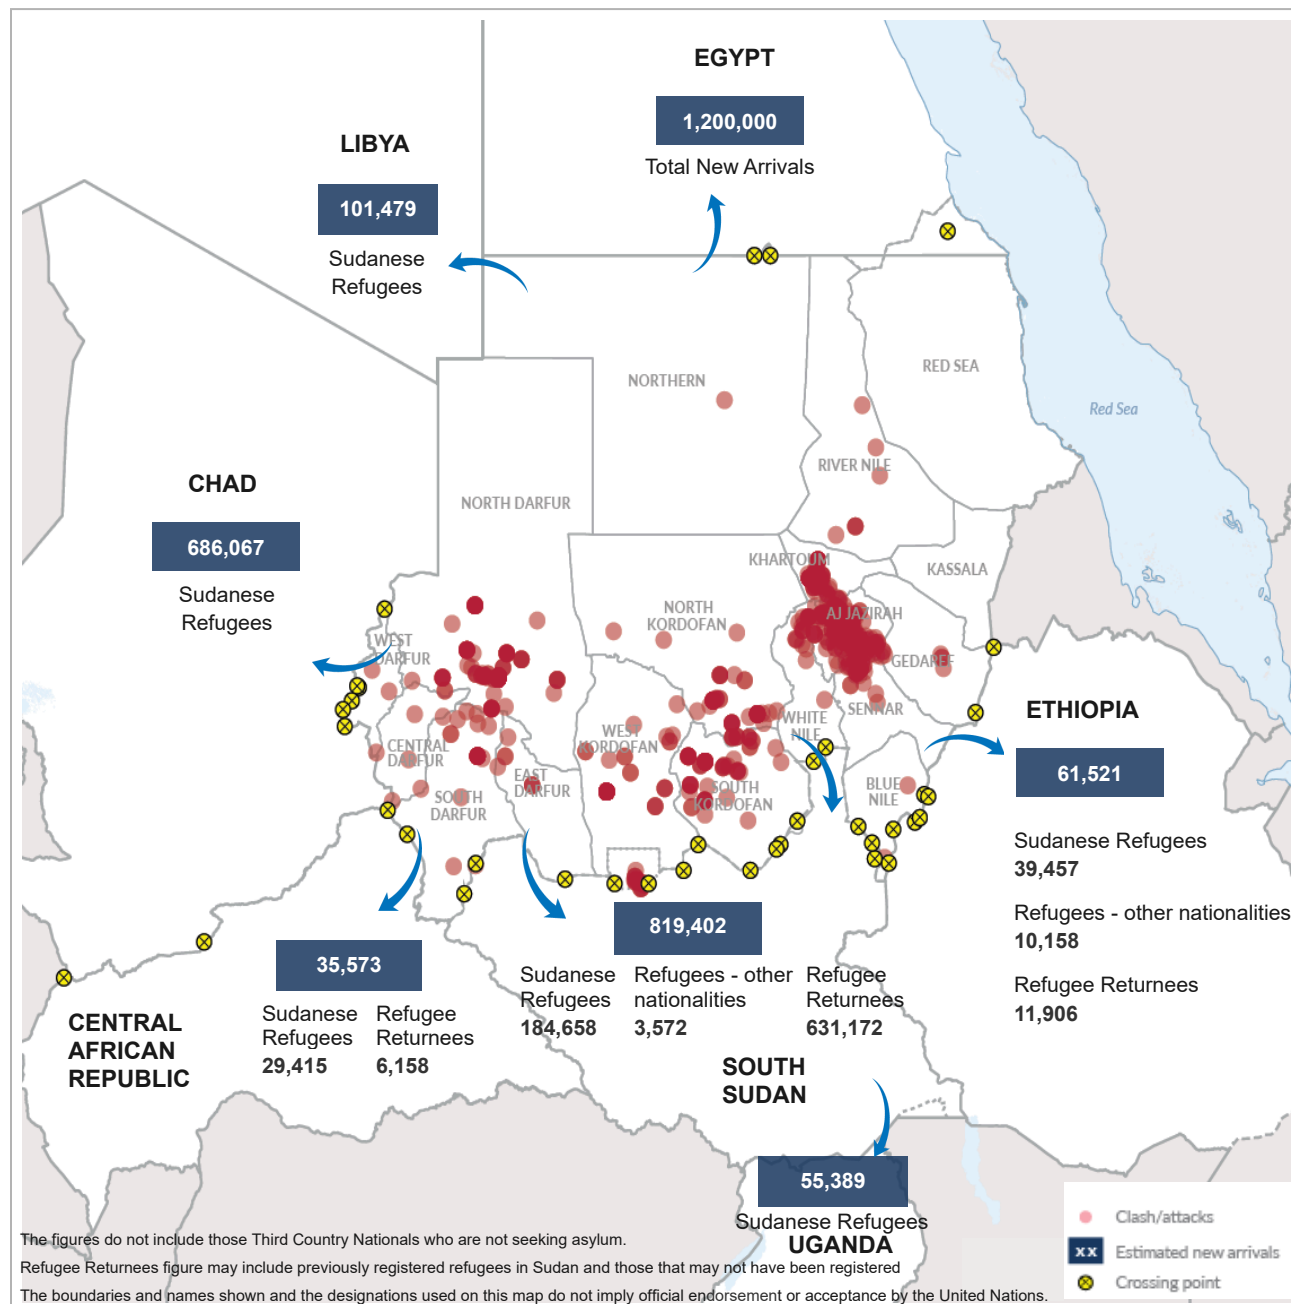 EGYPT
1,200,000
Total New Arrivals
LIBYA
101,479
Sudanese
Refugees
RED SEA
NORTHERN
Red Sea
RIVER NILE
CHAD
NORTH DARFUR
686,067
KHARTOUM
KASSALA
Sudanese
Refugees
NORTH
KORDOFAN
AJ JAZIRAH
WEST
DARFUR
GEDAREF
SENNAR
ETHIOPIA
WHITE
NILE
WEST
KORDOFAN
CENTRAL
DARFUR
61,521
EAST
DARFUR
BLUE
NILE
SOUTH
KORDOFAN
SOUTH
DARFUR
Sudanese Refugees
39,457
Refugees - other nationalities
10,158
Refugee Returnees
11,906
819,402
Sudanese
Refugees
184,658
Refugees - other
nationalities
3,572
Refugee
Returnees
631,172
35,573
Sudanese
Refugees
29,415
Refugee
Returnees
6,158
CENTRAL
AFRICAN
REPUBLIC
SOUTH
SUDAN
55,389
Sudanese Refugees
UGANDA
Clash/attacks
xx Estimated new arrivals
Crossing point
The figures do not include those Third Country Nationals who are not seeking asylum.
Refugee Returnees figure may include previously registered refugees in Sudan and those that may not have been registered
The boundaries and names shown and the designations used on this map do not imply official endorsement or acceptance by the United Nations.